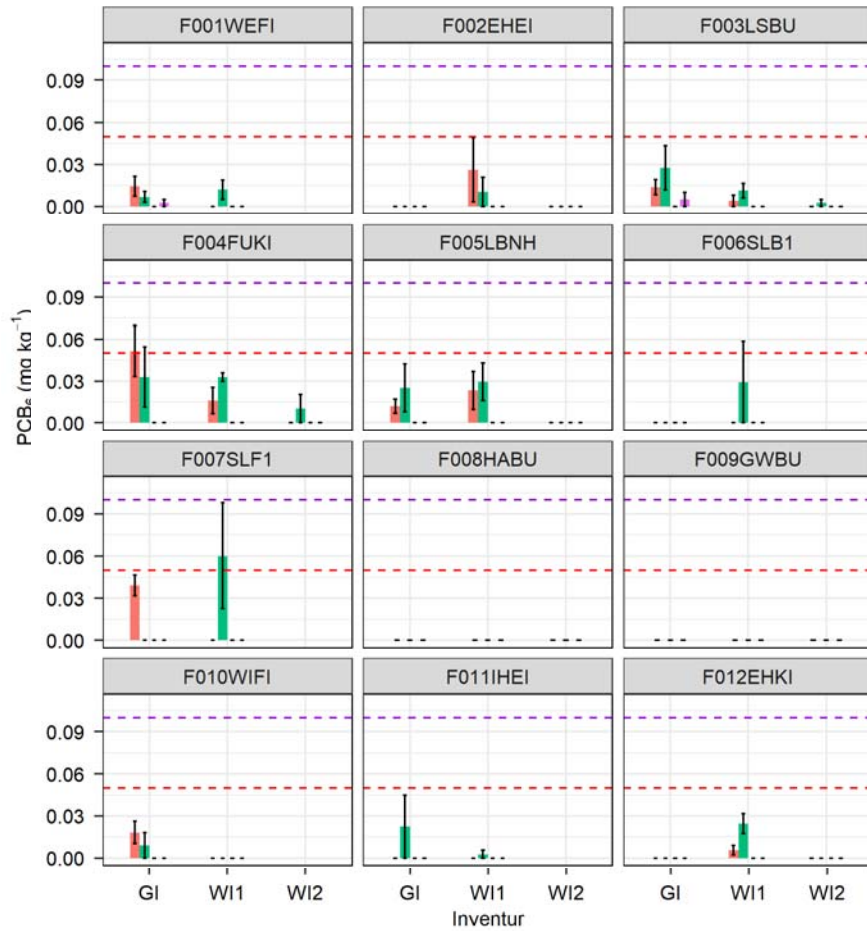 F001WEFI F002EHEI F003LSBU
0.09
0.06
0.03
0.00
F004FUKI F005LBNH F006SLB1
0.09
0.06
0.03
0.00
F007SLF1 F008HABU F009GWBU
0.09
0.06
0.03
0.00
F010WIFI F011IHEI F012EHKI
0.09
0.06
0.03
0.00
GI WI1 WI2 GI WI1 WI2 GI WI1 WI2
Inventur
PCB₆ (mg kg⁻¹)